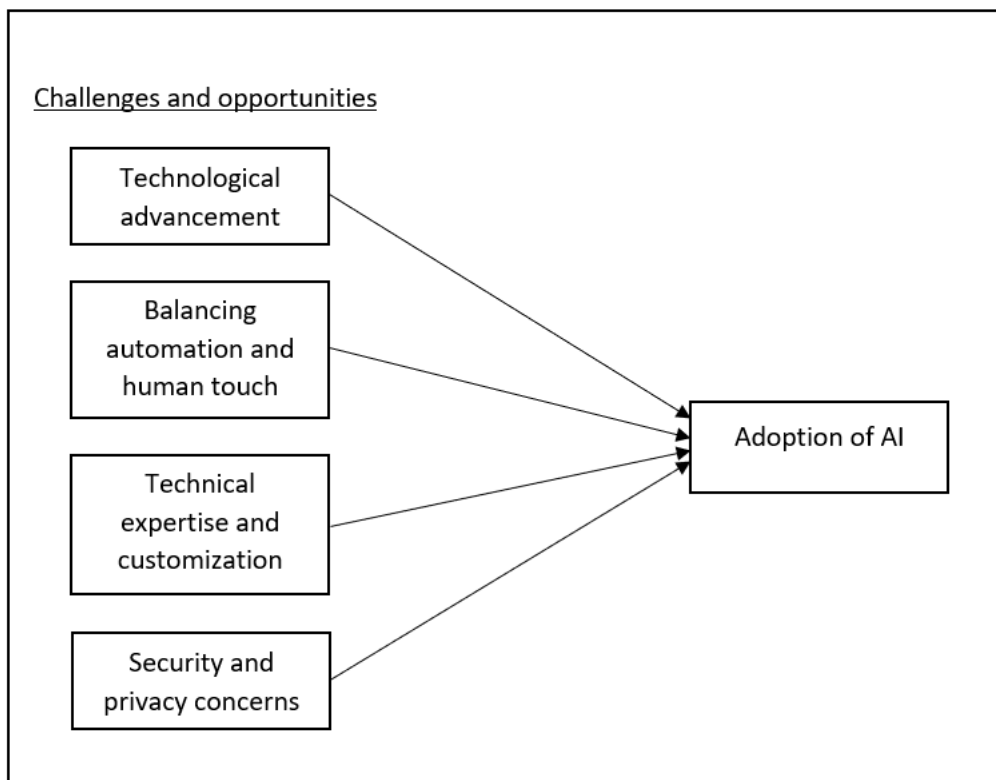 Challenges and opportunities
Technological
advancement
Balancing
automation and
human touch
Technical
expertise and
customization
Security and
privacy concerns
Adoption of AI